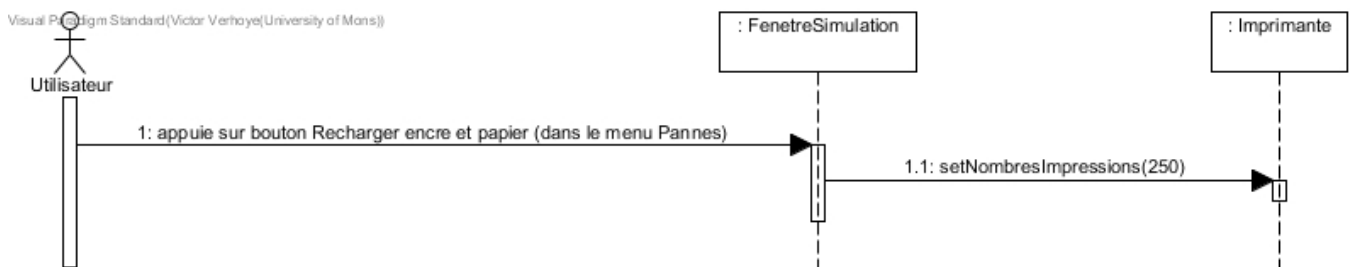 Visual Paradigm Standard(Victor Verhoye(University of Mons))
: FenetreSimulation
: Imprimante
Utilisateur
1: appuie sur bouton Recharger encre et papier (dans le menu Pannes)
1.1: setNombresImpressions(250)